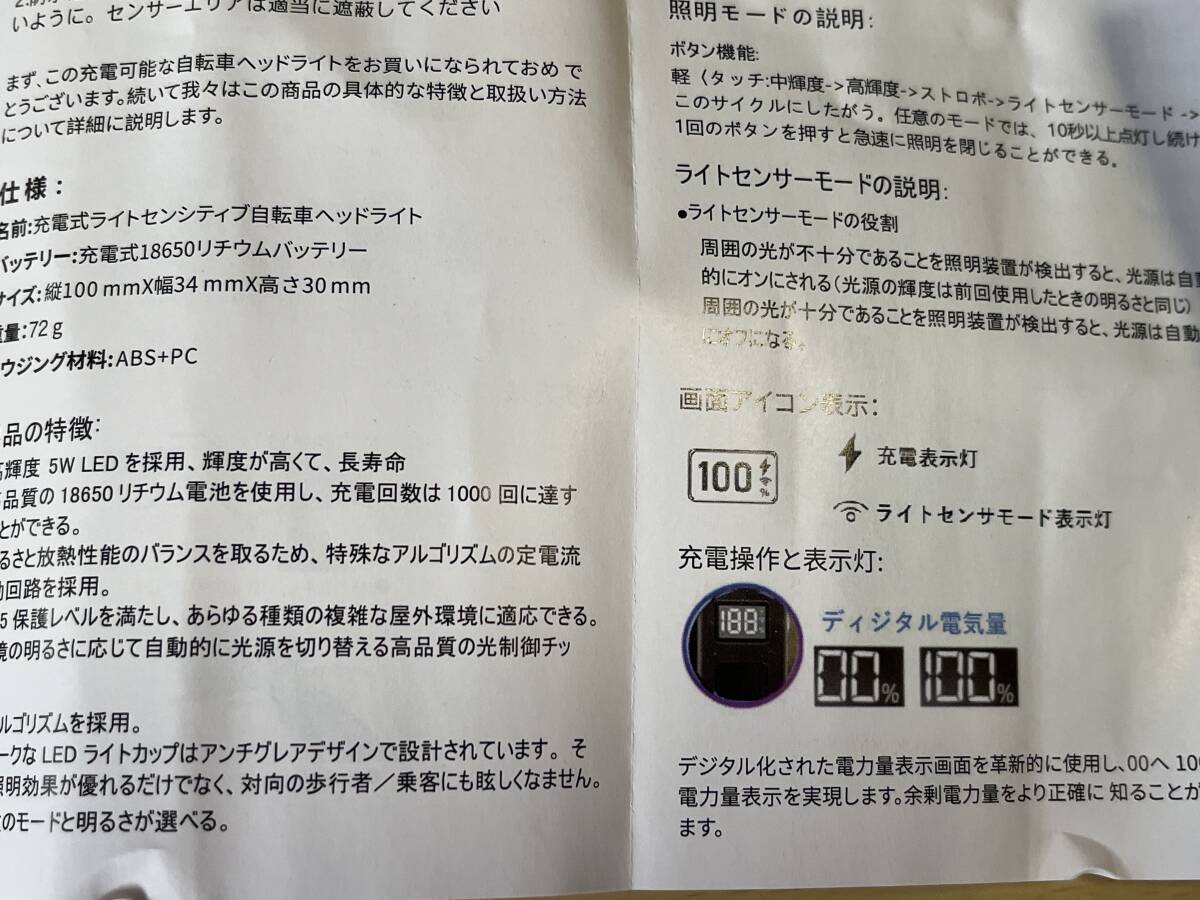 いように。センサーエリアは適当に遮蔽してください
まず、この充電可能な自転車ヘッドライトをお買いになられておめ で
とうございます。続いて我々はこの商品の具体的な特徴と取扱い方法
について詳細に説明します。
仕様：
名前:充電式ライトセンシティブ自転車ヘッドライト
バッテリー:充電式18650リチウムバッテリー
サイズ:縦100 mmX幅34 mmX高さ30 mm
重量:72 g
ウジング材料:ABS+PC
品の特徴:
高輝度 5W LED を採用、輝度が高くて、長寿命
品質の 18650 リチウム電池を使用し、充電回数は 1000 回に達す
とができる。
るさと放熱性能のバランスを取るため、特殊なアルゴリズムの定電流
動回路を採用。
5 保護レベルを満たし、あらゆる種類の複雑な屋外環境に適応できる。
境の明るさに応じて自動的に光源を切り替える高品質の光制御チッ
ルゴリズムを採用。
ークな LED ライトカップはアンチグレアデザインで設計されています。 そ
照明効果が優れるだけでなく、対向の歩行者／乗客にも眩しくなません。
のモードと明るさが選べる。
照明モードの説明:
ボタン機能:
軽〈タッチ:中輝度->高輝度->ストロボ->ライトセンサーモード ->
このサイクルにしたがう。任意のモードでは、10秒以上点灯し続け
1回のボタンを押すと急速に照明を閉じることができる。
ライトセンサーモードの説明:
●ライトセンサーモードの役割
周囲の光が不十分であることを照明装置が検出すると、光源は自動
的にオンにされる(光源の輝度は前回使用したときの明るさと同じ)
周囲の光が十分であることを照明装置が検出すると、光源は自動
にオフになる。
画面アイコン表示:
100 %
充電表示灯
ライトセンサモード表示灯
充電操作と表示灯:
188
ディジタル電気量
00% 100%
デジタル化された電力量表示画面を革新的に使用し、00へ 100
電力量表示を実現します。余剰電力量をより正確に 知ることが
ます。